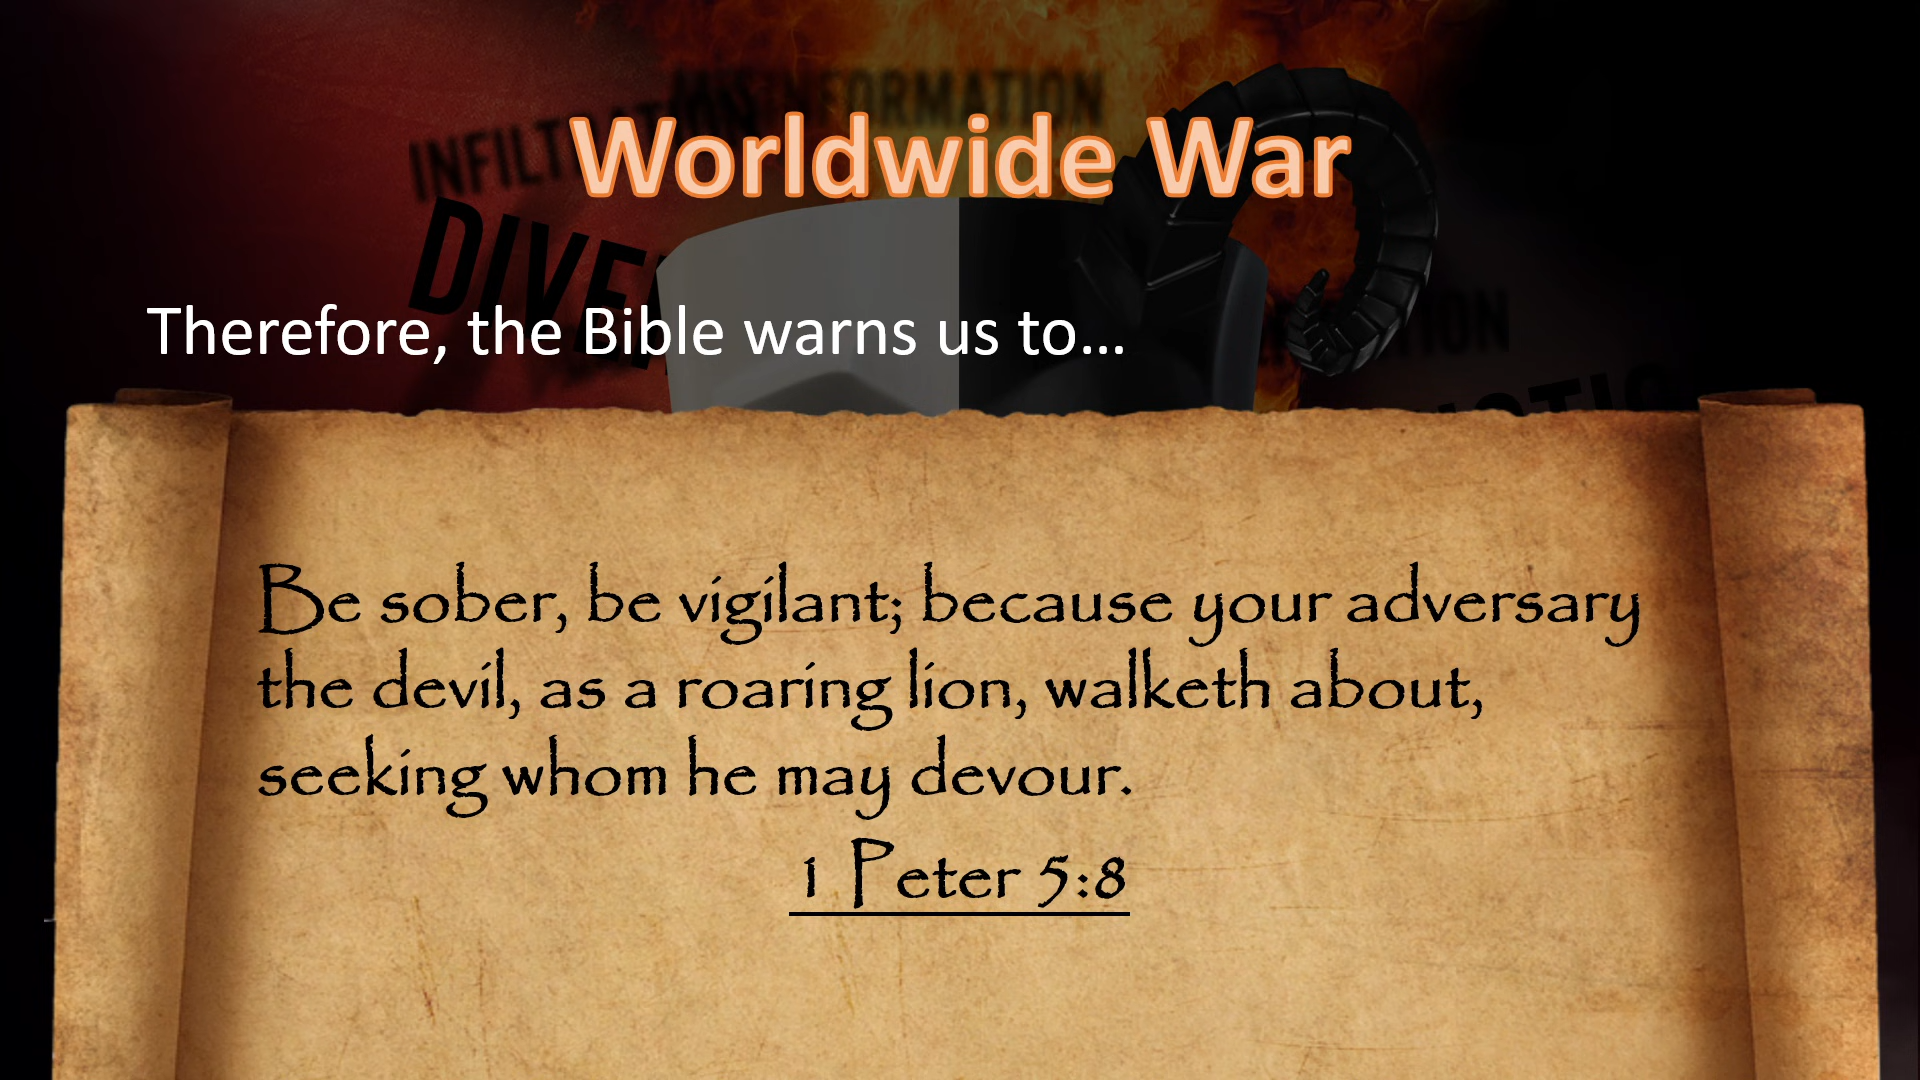 MISINFORMATION
Worldwide War
Therefore, the Bible warns us to...
Be sober, be vigilant; because your adversary
the devil, as a roaring lion, walketh about,
seeking whom he may devour.
1 Peter 5:8